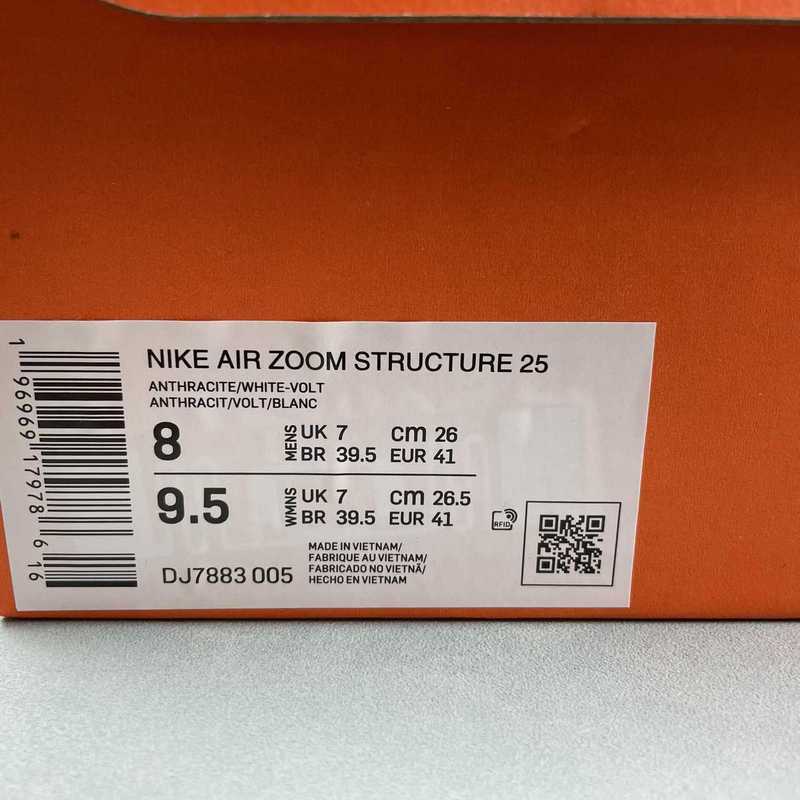 NIKE AIR ZOOM STRUCTURE 25
ANTHRACITE/WHITE-VOLT
ANTHRACIT/VOLT/BLANC
8 MENS UK 7 cm 26
BR 39.5 EUR 41
9.5 WMNS UK 7 cm 26.5
BR 39.5 EUR 41
RFID
DJ7883 005
MADE IN VIETNAM/
FABRIQUE AU VIETNAM/
FABRICADO NO VIETNÃ/
HECHO EN VIETNAM
1 96969 17978 6 16